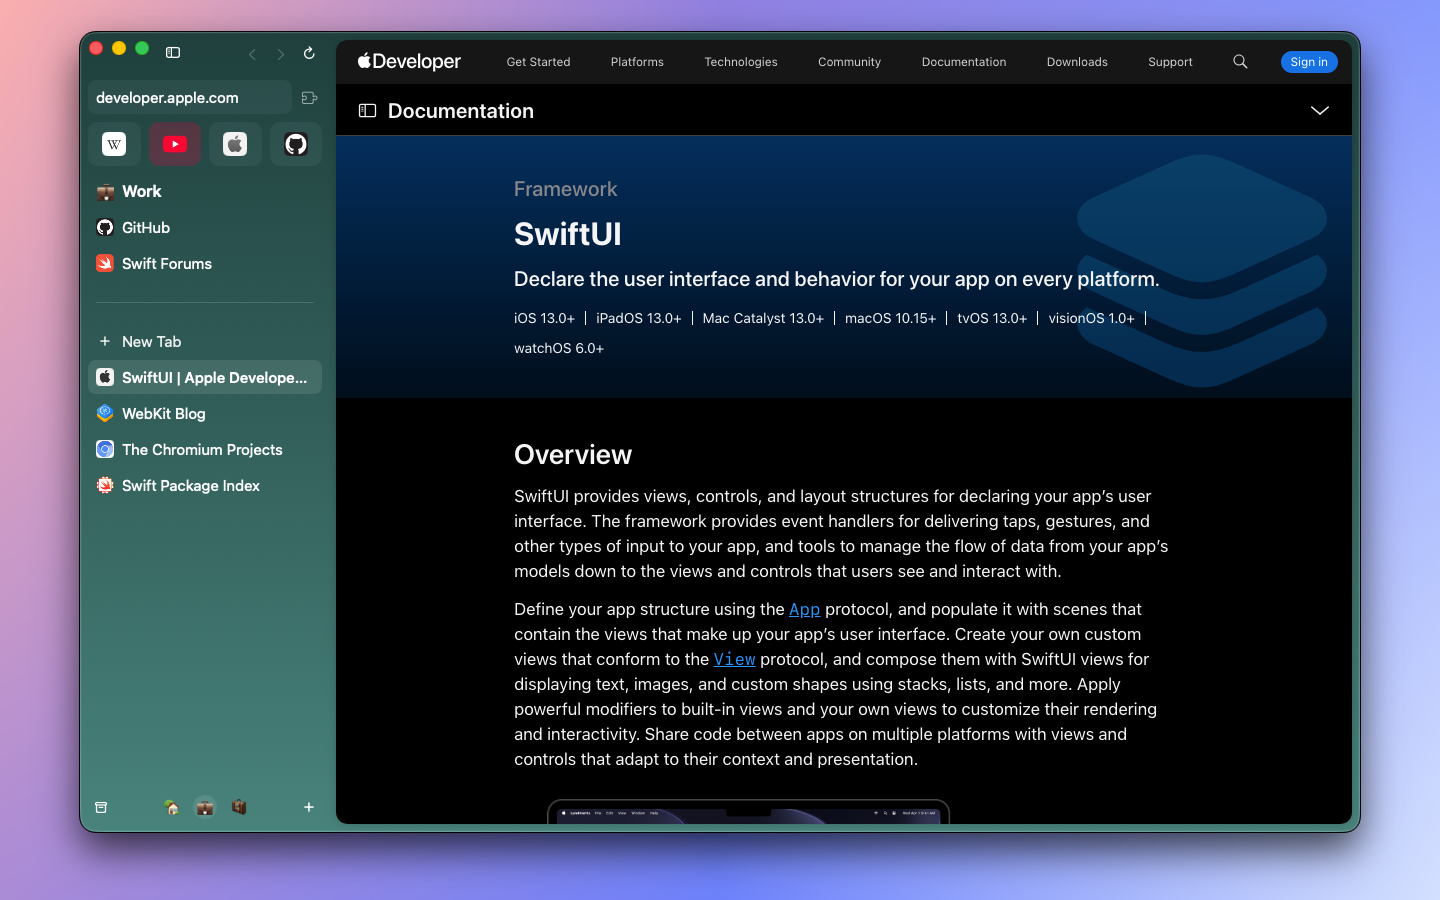 developer.apple.com
W
Work
GitHub
Swift Forums
New Tab
SwiftUI | Apple Develope...
WebKit Blog
The Chromium Projects
Swift Package Index
Developer
Get Started
Platforms
Technologies
Community
Documentation
Downloads
Support
Sign in
Documentation
Framework
SwiftUI
Declare the user interface and behavior for your app on every platform.
iOS 13.0+ | iPadOS 13.0+ | Mac Catalyst 13.0+ | macOS 10.15+ | tvOS 13.0+ | visionOS 1.0+ |
watchOS 6.0+
Overview
SwiftUI provides views, controls, and layout structures for declaring your app’s user
interface. The framework provides event handlers for delivering taps, gestures, and
other types of input to your app, and tools to manage the flow of data from your app’s
models down to the views and controls that users see and interact with.
Define your app structure using the App protocol, and populate it with scenes that
contain the views that make up your app’s user interface. Create your own custom
views that conform to the View protocol, and compose them with SwiftUI views for
displaying text, images, and custom shapes using stacks, lists, and more. Apply
powerful modifiers to built-in views and your own views to customize their rendering
and interactivity. Share code between apps on multiple platforms with views and
controls that adapt to their context and presentation.
Landmarks File Edit View Window Help